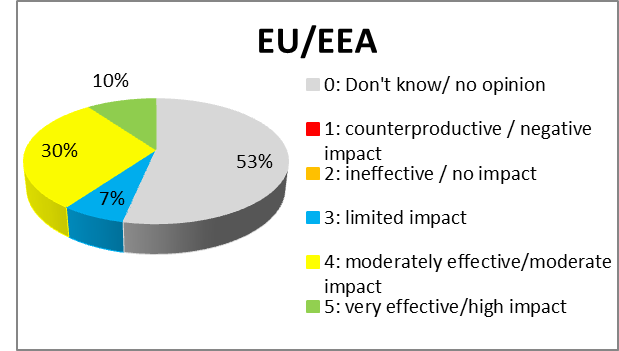 EU/EEA
10%
30%
53%
7%
0: Don't know/ no opinion
1: counterproductive / negative
impact
2: ineffective / no impact
3: limited impact
4: moderately effective/moderate
impact
5: very effective/high impact